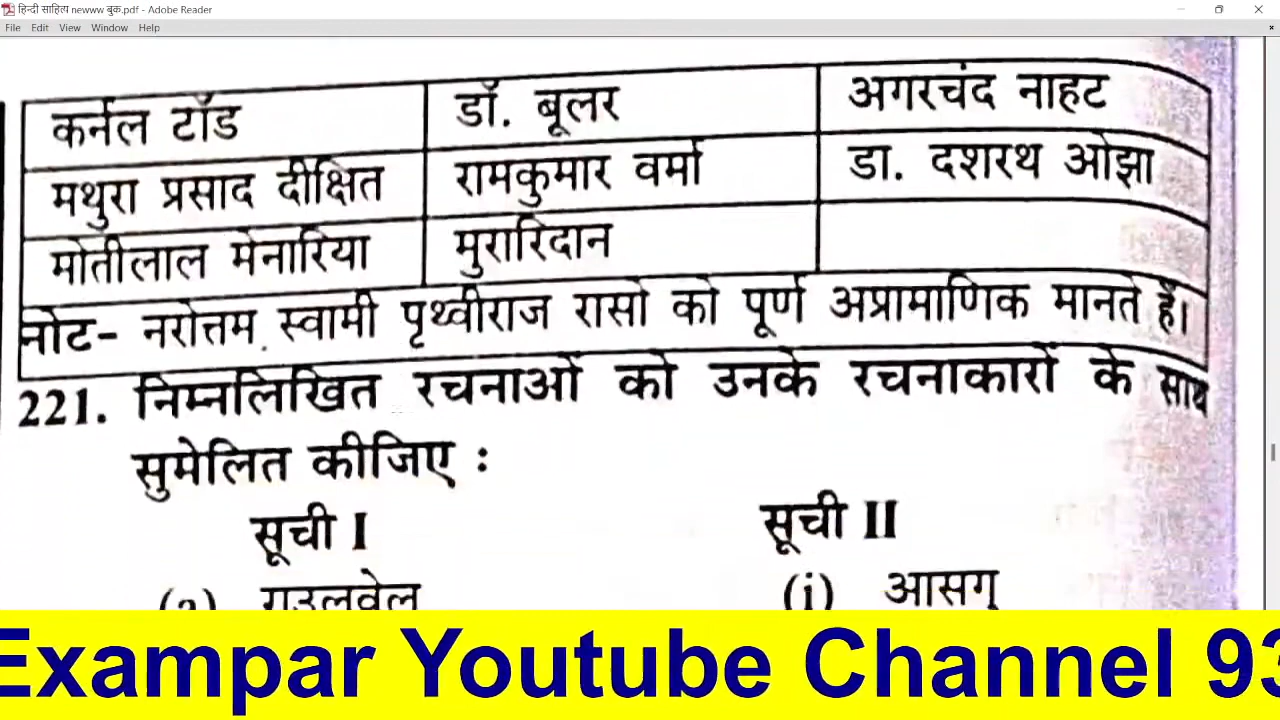 हिन्दी साहित्य newww बुक.pdf - Adobe Reader
File Edit View Window Help
कर्नल टॉड डॉ. बूलर अगरचंद नाहट
मथुरा प्रसाद दीक्षित रामकुमार वर्मा डा. दशरथ ओझा
मोतीलाल मेनारिया मुरारिदान
नोट- नरोत्तम स्वामी पृथ्वीराज रासो को पूर्ण अप्रामाणिक मानते हैं।
221. निम्नलिखित रचनाओं को उनके रचनाकारों के साथ
सुमेलित कीजिए :
सूची I सूची II
(a) राउलवेल (i) आसगु
Exampar Youtube Channel 93